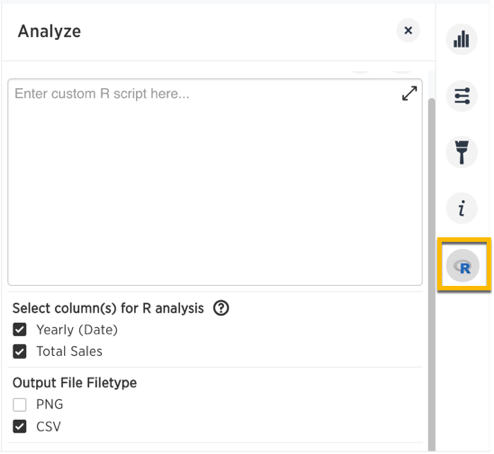 Analyze
Enter custom R script here...
Select column(s) for R analysis ?
Yearly (Date)
Total Sales
Output File Filetype
PNG
CSV
i
R